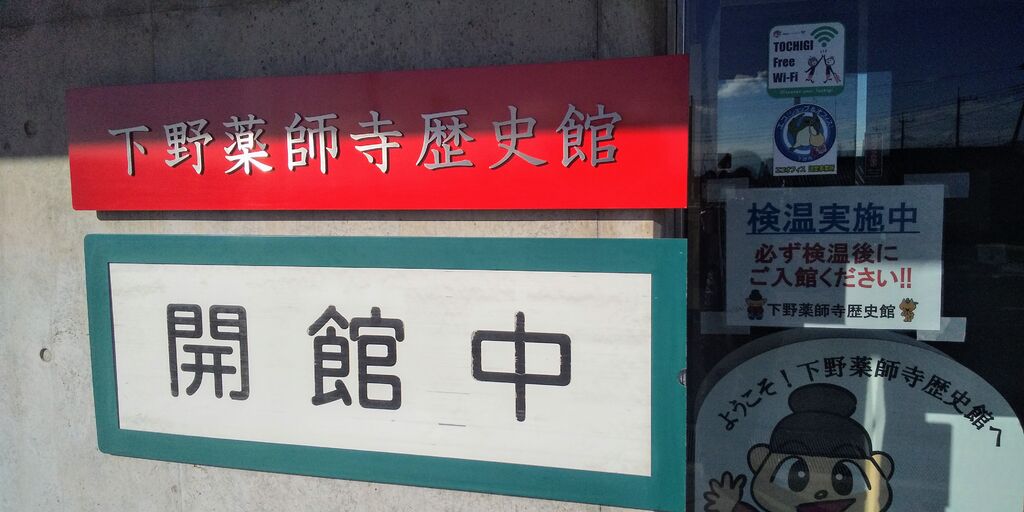 下野薬師寺歴史館
開館中
TOCHIGI
Free
Wi-Fi
検温実施中
必ず検温後に
ご入館ください!!
下野薬師寺歴史館
ようこそ!下野薬師寺歴史館へ